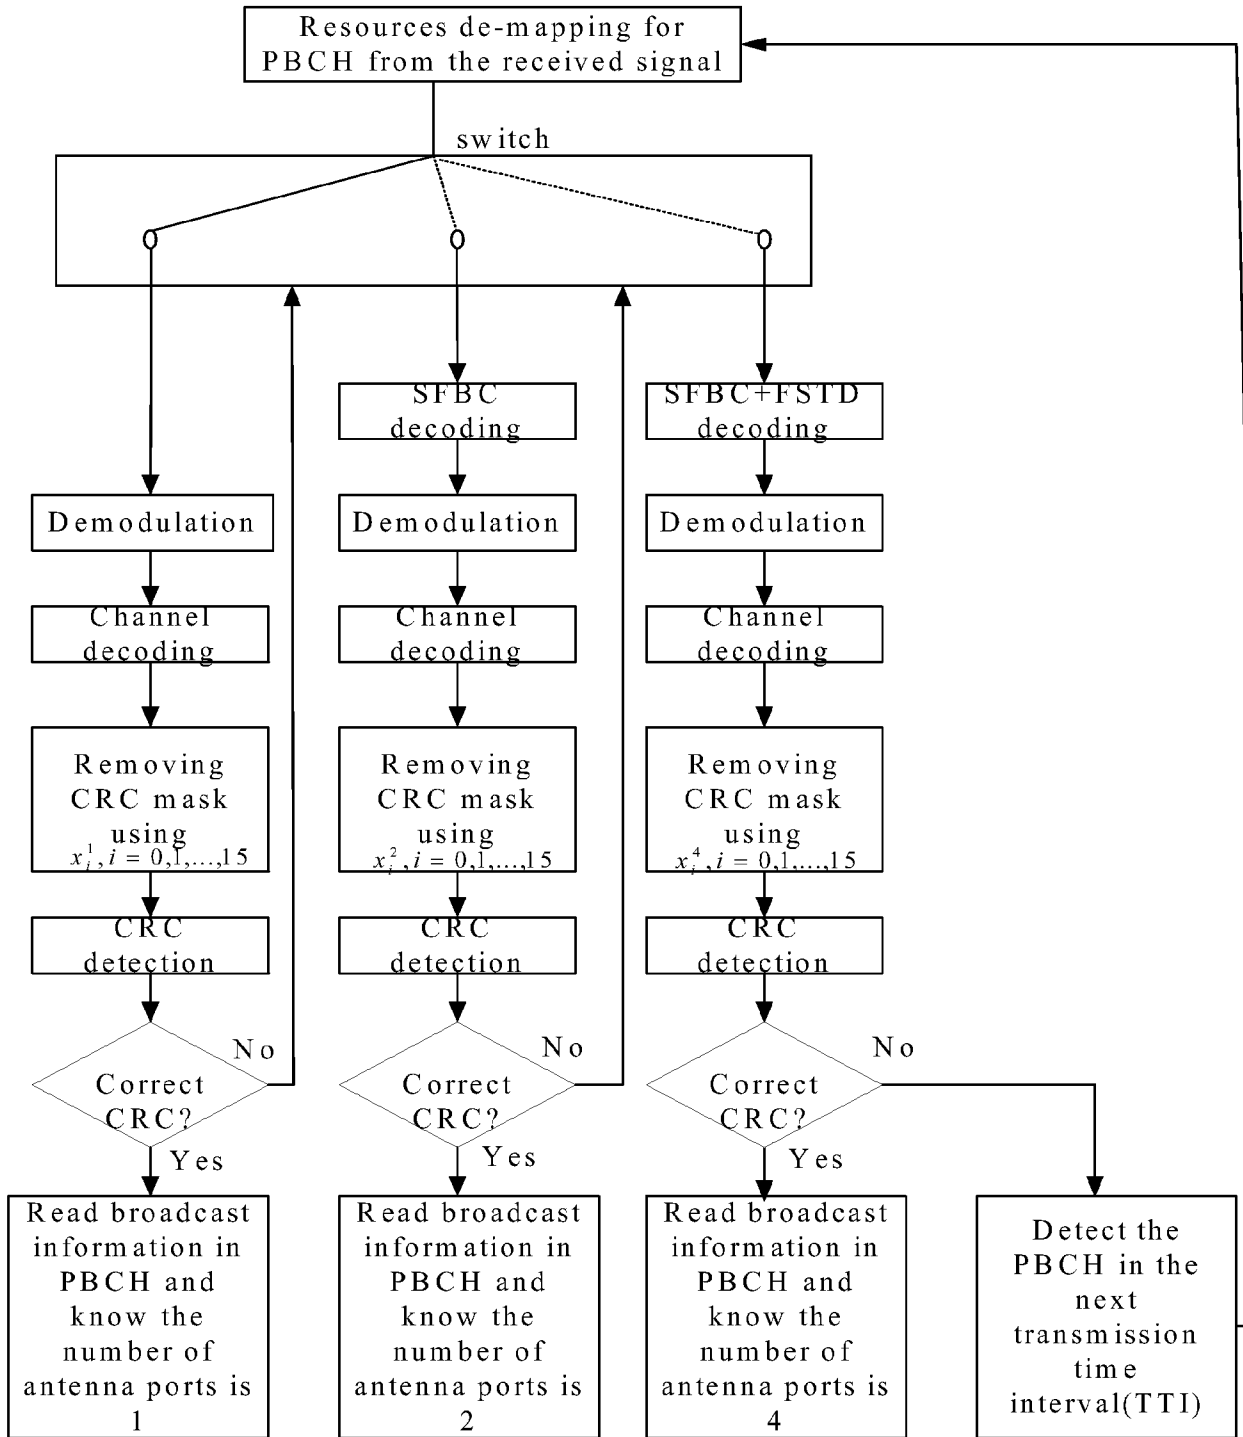 Resources de-mapping for
PBCH from the received signal
switch
SFBC
decoding
SFBC+FSTD
decoding
Demodulation
Demodulation
Demodulation
Channel
decoding
Channel
decoding
Channel
decoding
Removing
CRC mask
using
x_i^1, i = 0,1,...,15
Removing
CRC mask
using
x_i^2, i = 0,1,...,15
Removing
CRC mask
using
x_i^4, i = 0,1,...,15
CRC
detection
CRC
detection
CRC
detection
Correct
CRC?
No
Yes
Correct
CRC?
No
Yes
Correct
CRC?
No
Yes
Read broadcast
information in
PBCH and
know the
number of
antenna ports is
1
Read broadcast
information in
PBCH and
know the
number of
antenna ports is
2
Read broadcast
information in
PBCH and
know the
number of
antenna ports is
4
Detect the
PBCH in the
next
transmission
time
interval(TTI)